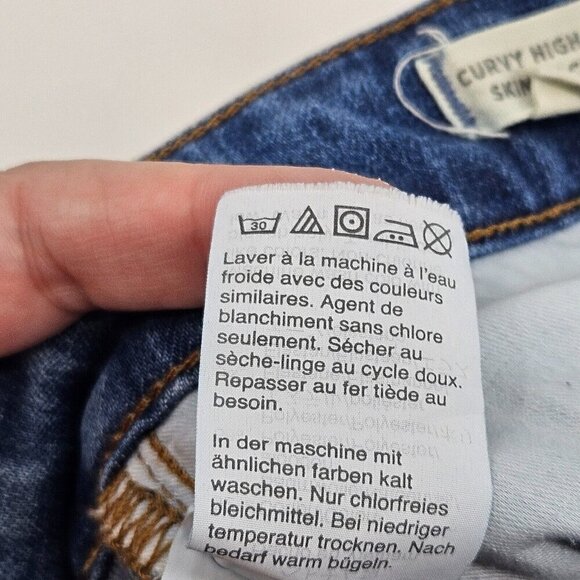 CURVY HIGH
SKIN
30
Laver à la machine à l'eau
froide avec des couleurs
similaires. Agent de
blanchiment sans chlore
seulement. Sécher au
sèche-linge au cycle doux.
Repasser au fer tiède au
besoin.
In der maschine mit
ähnlichen farben kalt
waschen. Nur chlorfreies
bleichmittel. Bei niedriger
temperatur trocknen. Nach
bedarf warm bügeln.